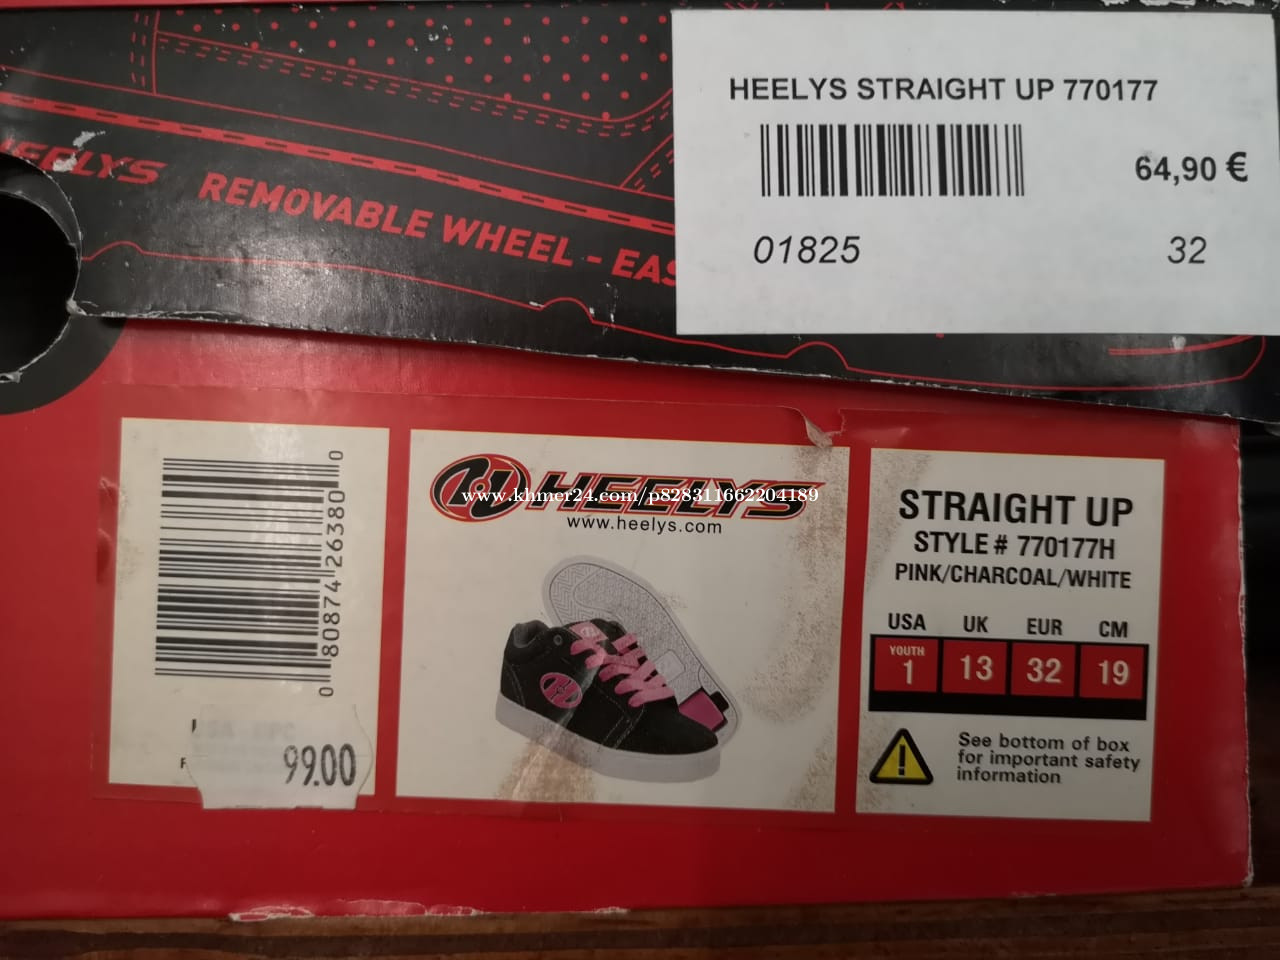 HEELYS STRAIGHT UP 770177
64,90 €
01825
32
HEELYS REMOVABLE WHEEL - EAS
0 80874 26380 0
99.00
HEELYS
www.khmer24.com/p828311662204189
www.heelys.com
STRAIGHT UP
STYLE # 770177H
PINK/CHARCOAL/WHITE
USA UK EUR CM
YOUTH
1 13 32 19
See bottom of box
for important safety
information